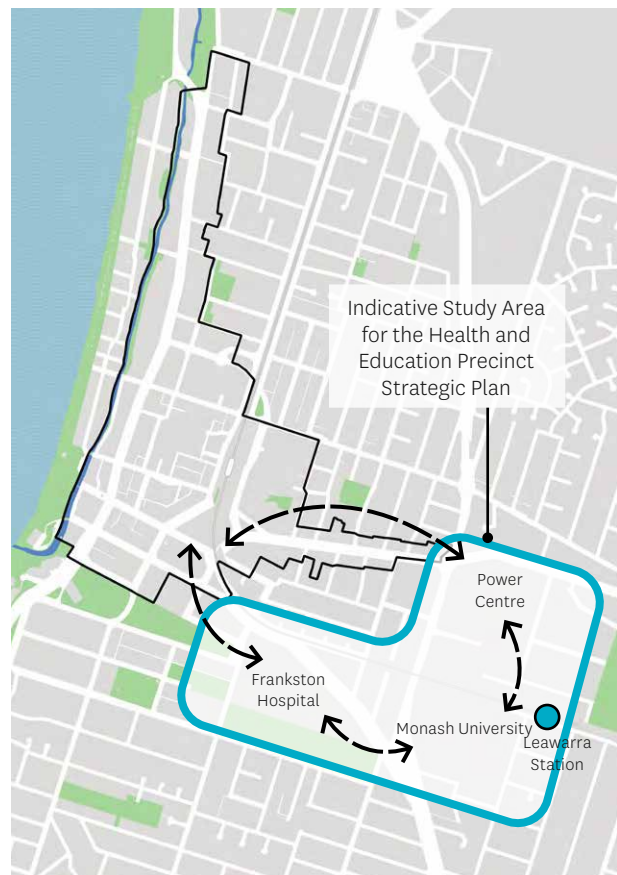 Indicative Study Area
for the Health and
Education Precinct
Strategic Plan
Power
Centre
Frankston
Hospital
Monash University
Leawarra
Station